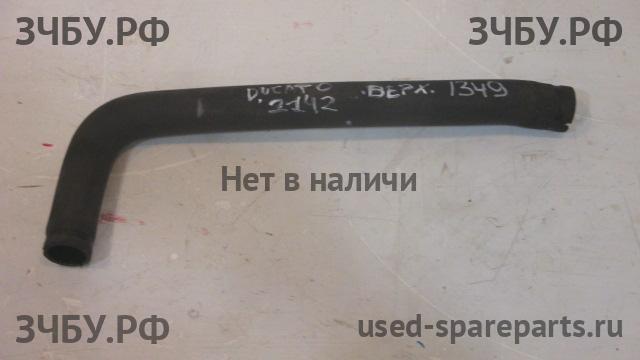 ЗЧБУ.РФ
ЗЧБУ.РФ
DUCATO
2142
.ВЕРХ. 1349
Нет в наличи
ЗЧБУ.РФ
used-spareparts.ru